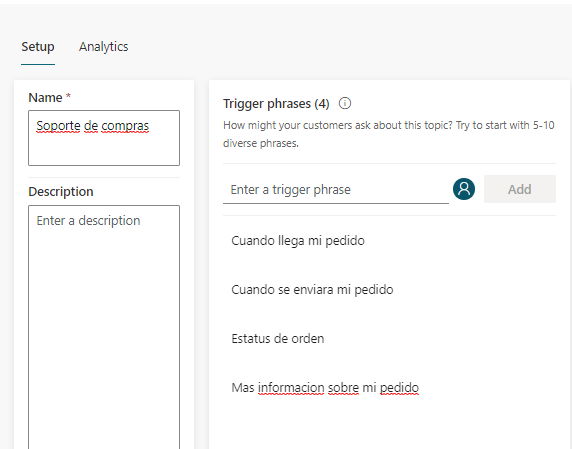 Setup
Analytics
Name *
Soporte de compras
Description
Enter a description
Trigger phrases (4)
How might your customers ask about this topic? Try to start with 5-10
diverse phrases.
Enter a trigger phrase
Add
Cuando llega mi pedido
Cuando se enviara mi pedido
Estatus de orden
Mas informacion sobre mi pedido